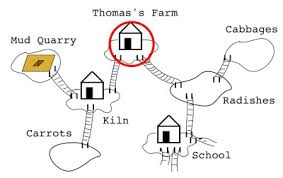 Thomas's Farm
Cabbages
Mud Quarry
Radishes
Kiln
Carrots
School